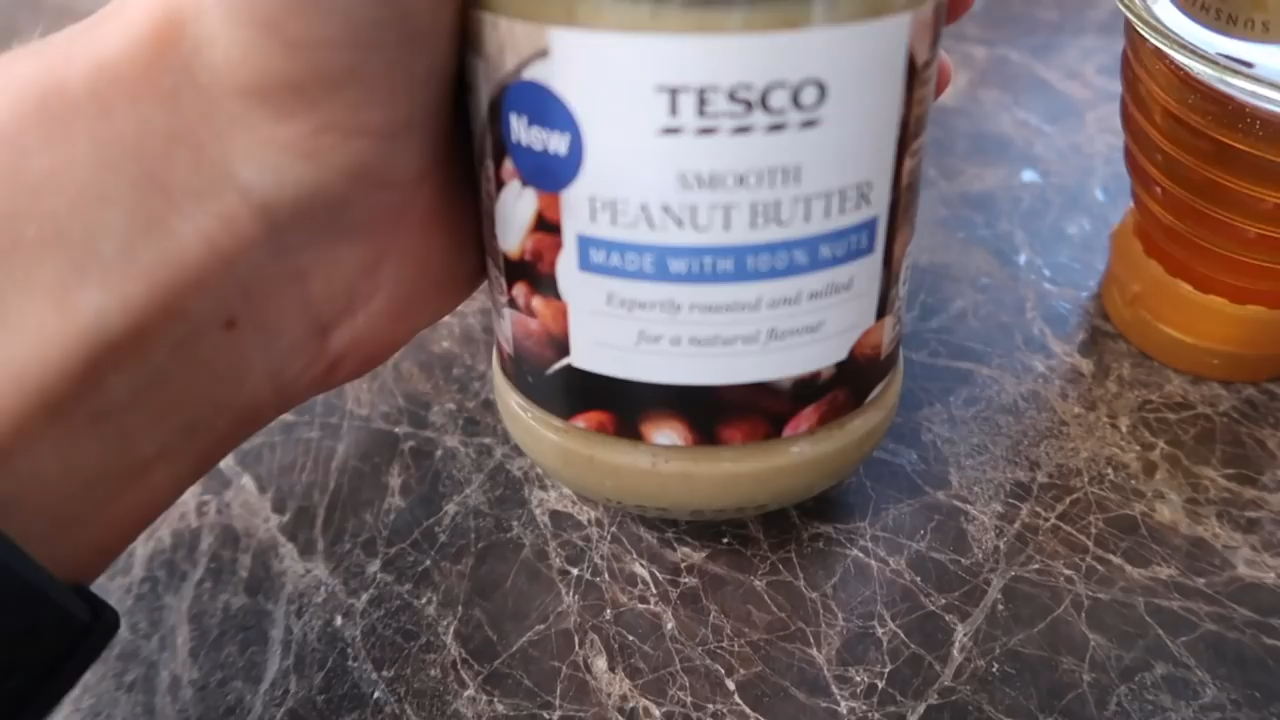 TESCO
New
SMOOTH
PEANUT BUTTER
MADE WITH 100% NUTS
Expertly roasted and milled
for a natural flavour